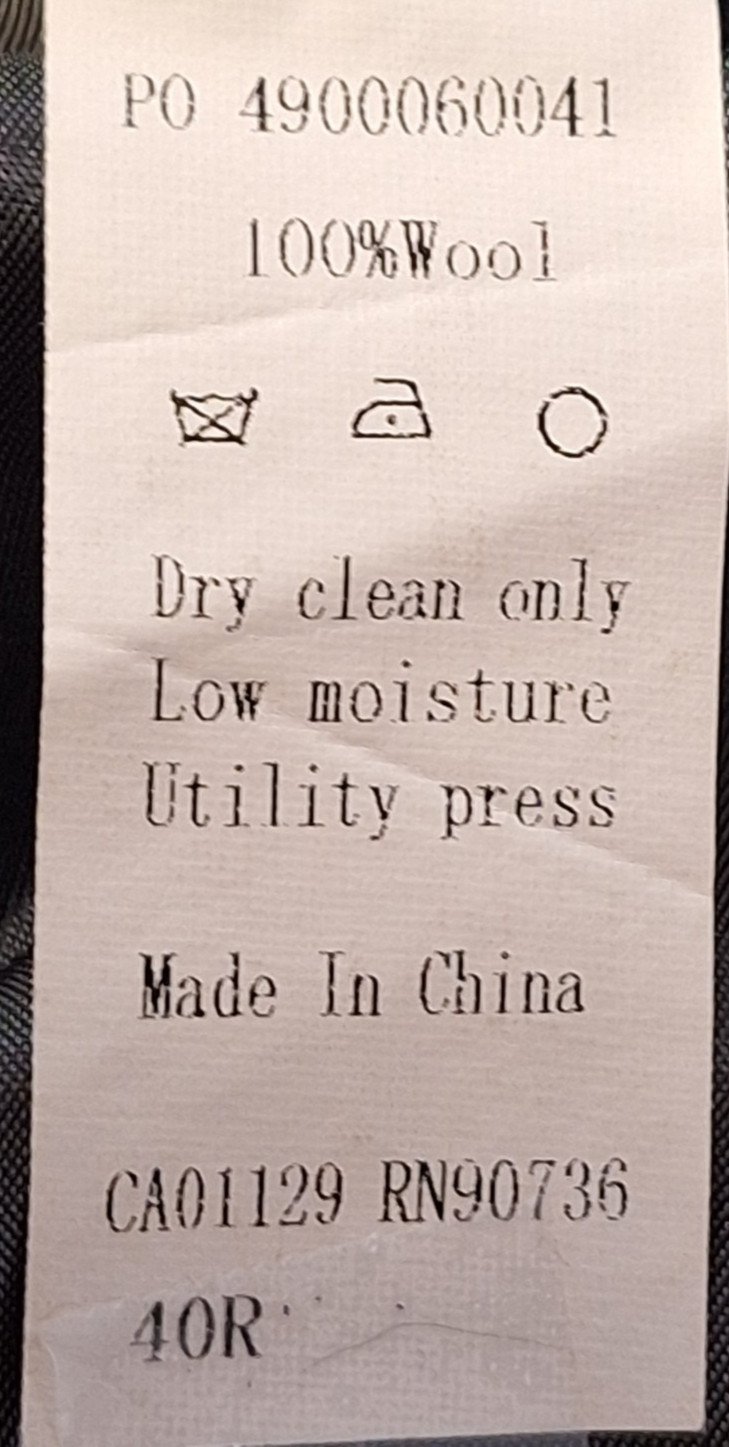 PO 4900060041
100%Wool
Dry clean only
Low moisture
Utility press
Made In China
CA01129 RN90736
40R